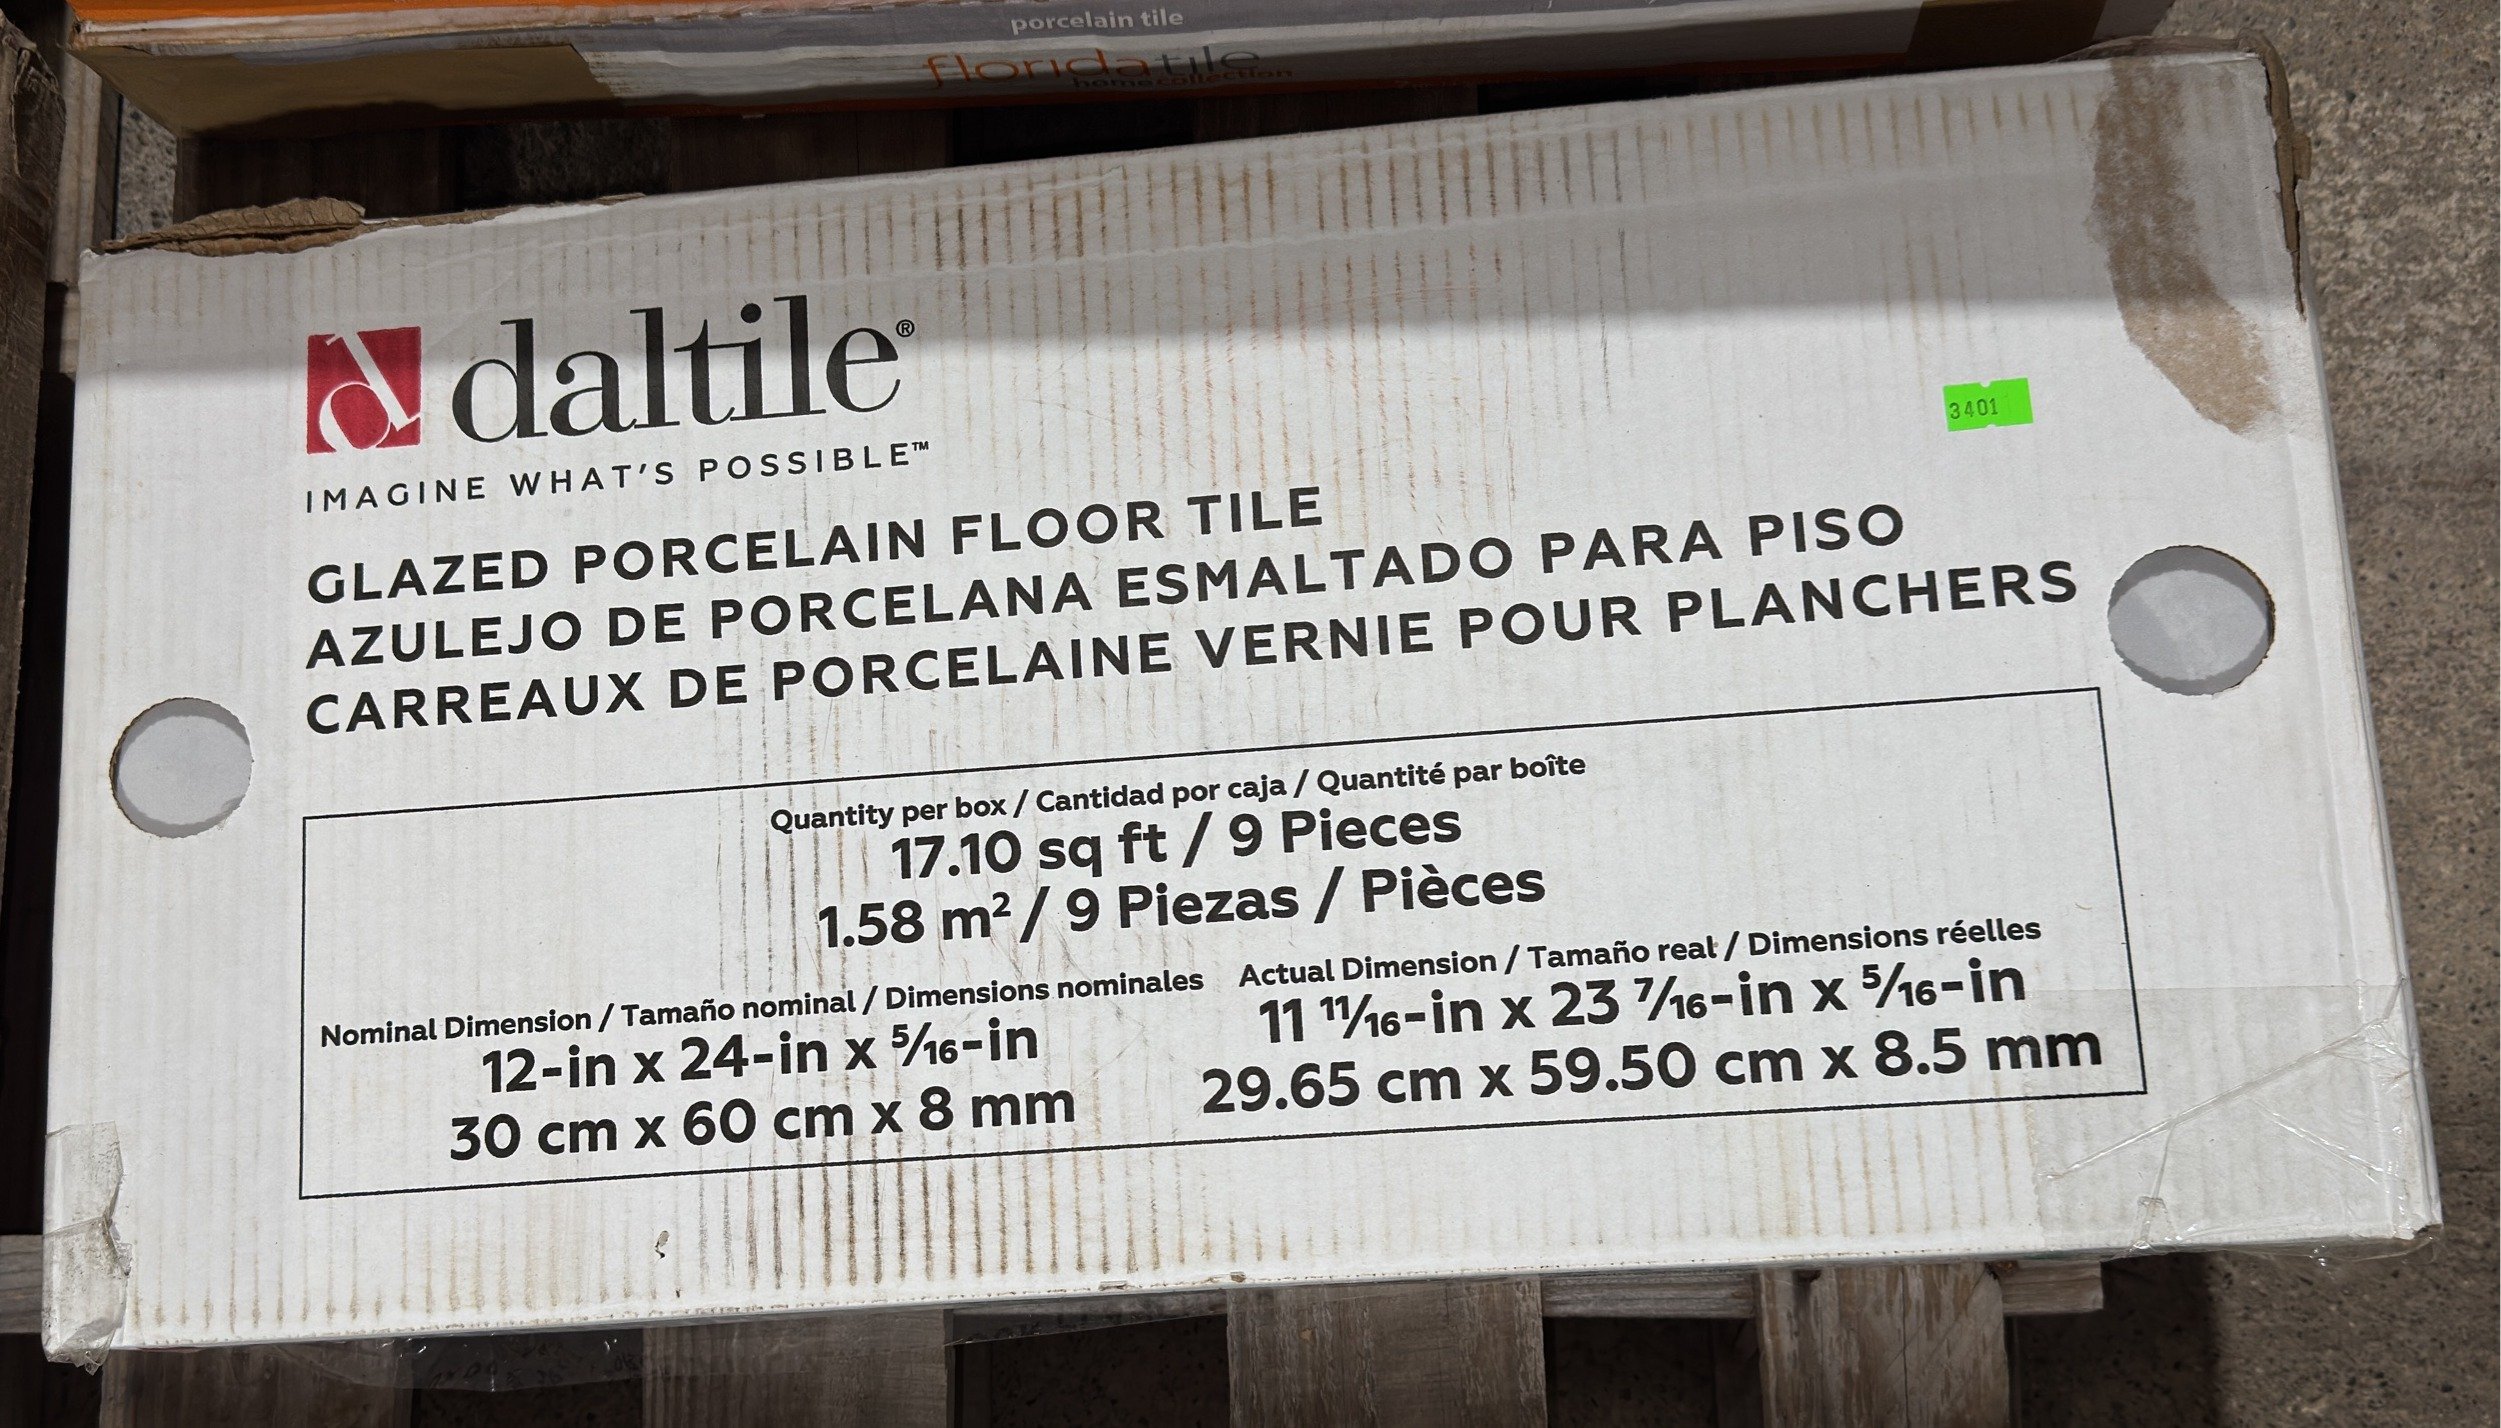 porcelain tile
floridatile
homecollection
daltile®
IMAGINE WHAT'S POSSIBLE™
3401
GLAZED PORCELAIN FLOOR TILE
AZULEJO DE PORCELANA ESMALTADO PARA PISO
CARREAUX DE PORCELAINE VERNIE POUR PLANCHERS
Quantity per box / Cantidad por caja / Quantité par boîte
17.10 sq ft / 9 Pieces
1.58 m² / 9 Piezas / Pièces
Nominal Dimension / Tamaño nominal / Dimensions nominales
12-in x 24-in x 5/16-in
30 cm x 60 cm x 8 mm
Actual Dimension / Tamaño real / Dimensions réelles
11 11/16-in x 23 7/16-in x 5/16-in
29.65 cm x 59.50 cm x 8.5 mm